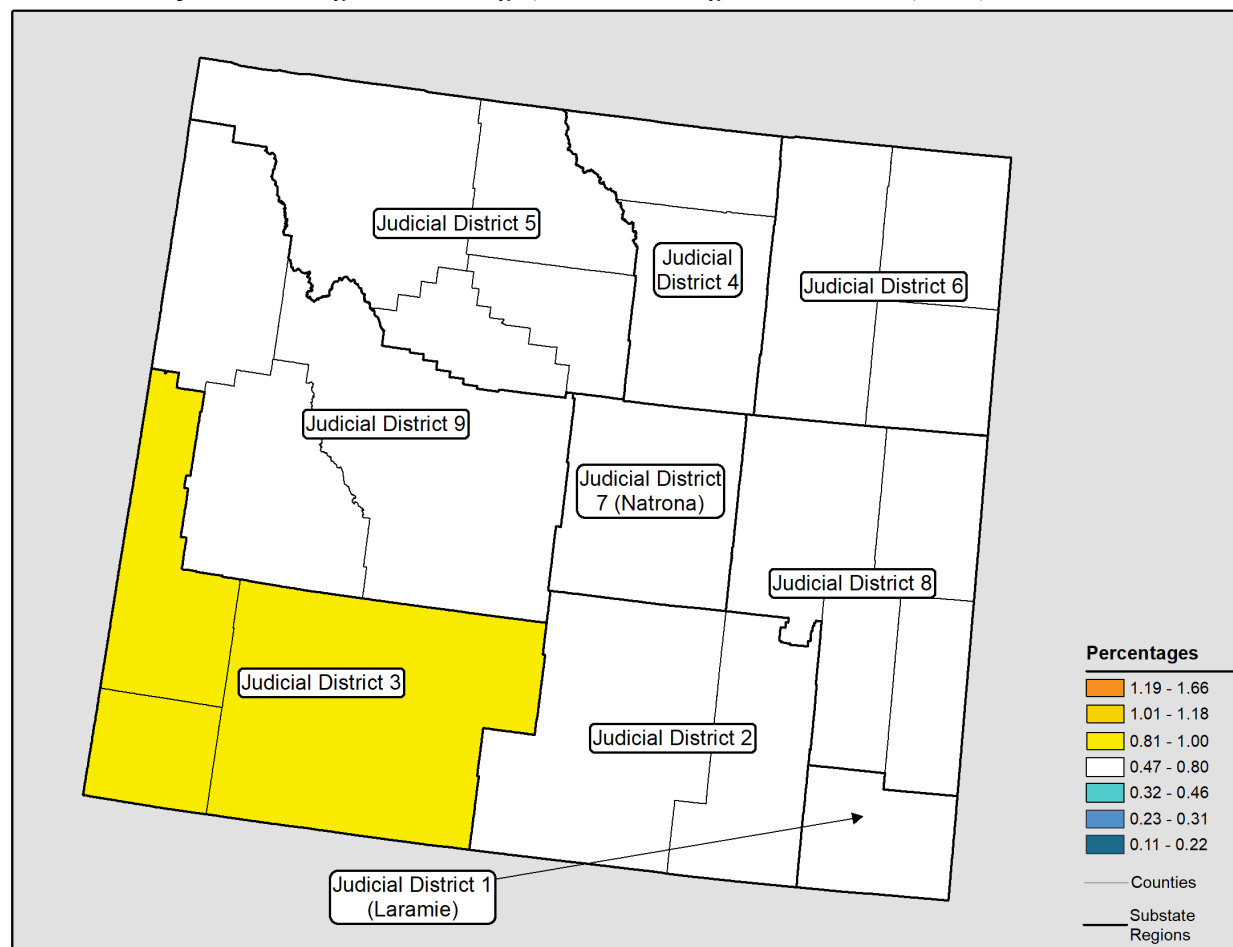 Judicial District 5
Judicial
District 4
Judicial District 6
Judicial District 9
Judicial District
7 (Natrona)
Judicial District 8
Judicial District 3
Judicial District 2
Judicial District 1
(Laramie)
Percentages
1.19 - 1.66
1.01 - 1.18
0.81 - 1.00
0.47 - 0.80
0.32 - 0.46
0.23 - 0.31
0.11 - 0.22
Counties
Substate
Regions